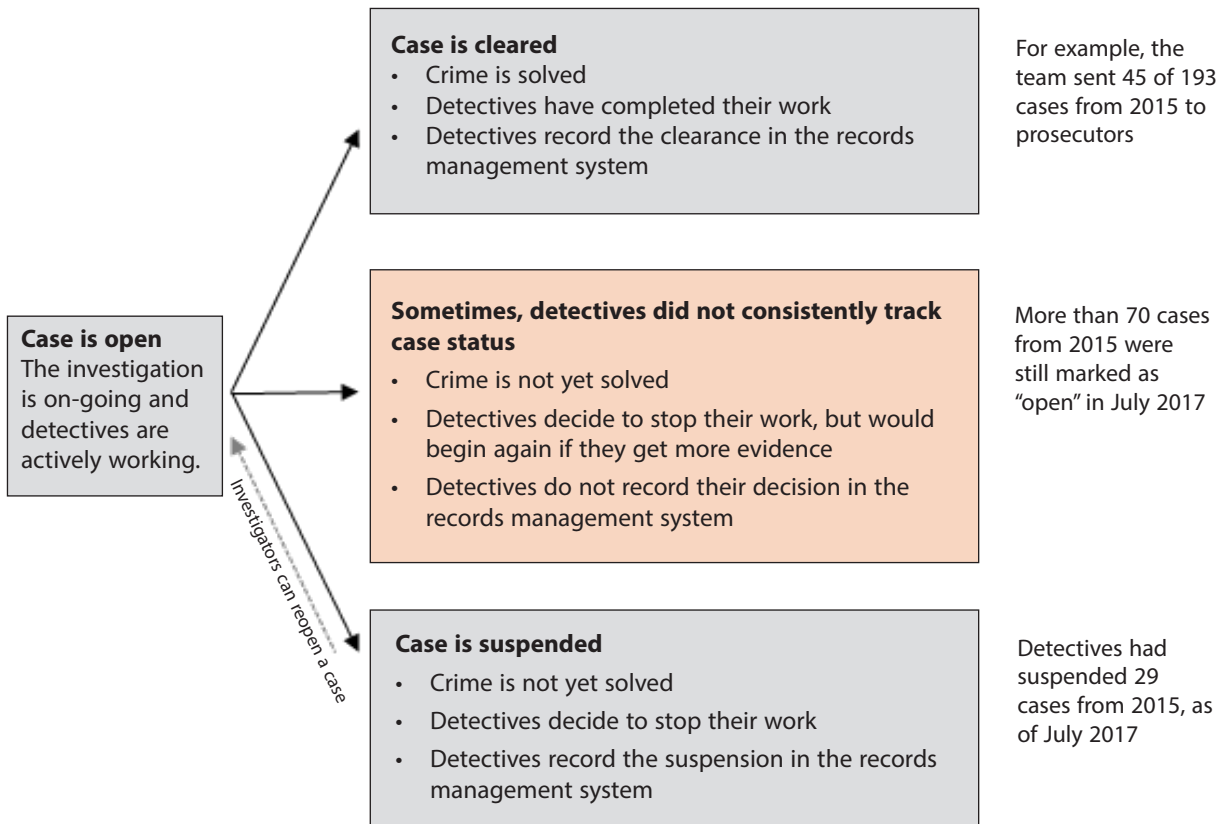 Case is cleared
• Crime is solved
• Detectives have completed their work
• Detectives record the clearance in the records
management system
For example, the
team sent 45 of 193
cases from 2015 to
prosecutors
Case is open
The investigation
is on-going and
detectives are
actively working.
Sometimes, detectives did not consistently track
case status
• Crime is not yet solved
• Detectives decide to stop their work, but would
begin again if they get more evidence
• Detectives do not record their decision in the
records management system
More than 70 cases
from 2015 were
still marked as
“open” in July 2017
Investigators can reopen a case
Case is suspended
• Crime is not yet solved
• Detectives decide to stop their work
• Detectives record the suspension in the records
management system
Detectives had
suspended 29
cases from 2015, as
of July 2017